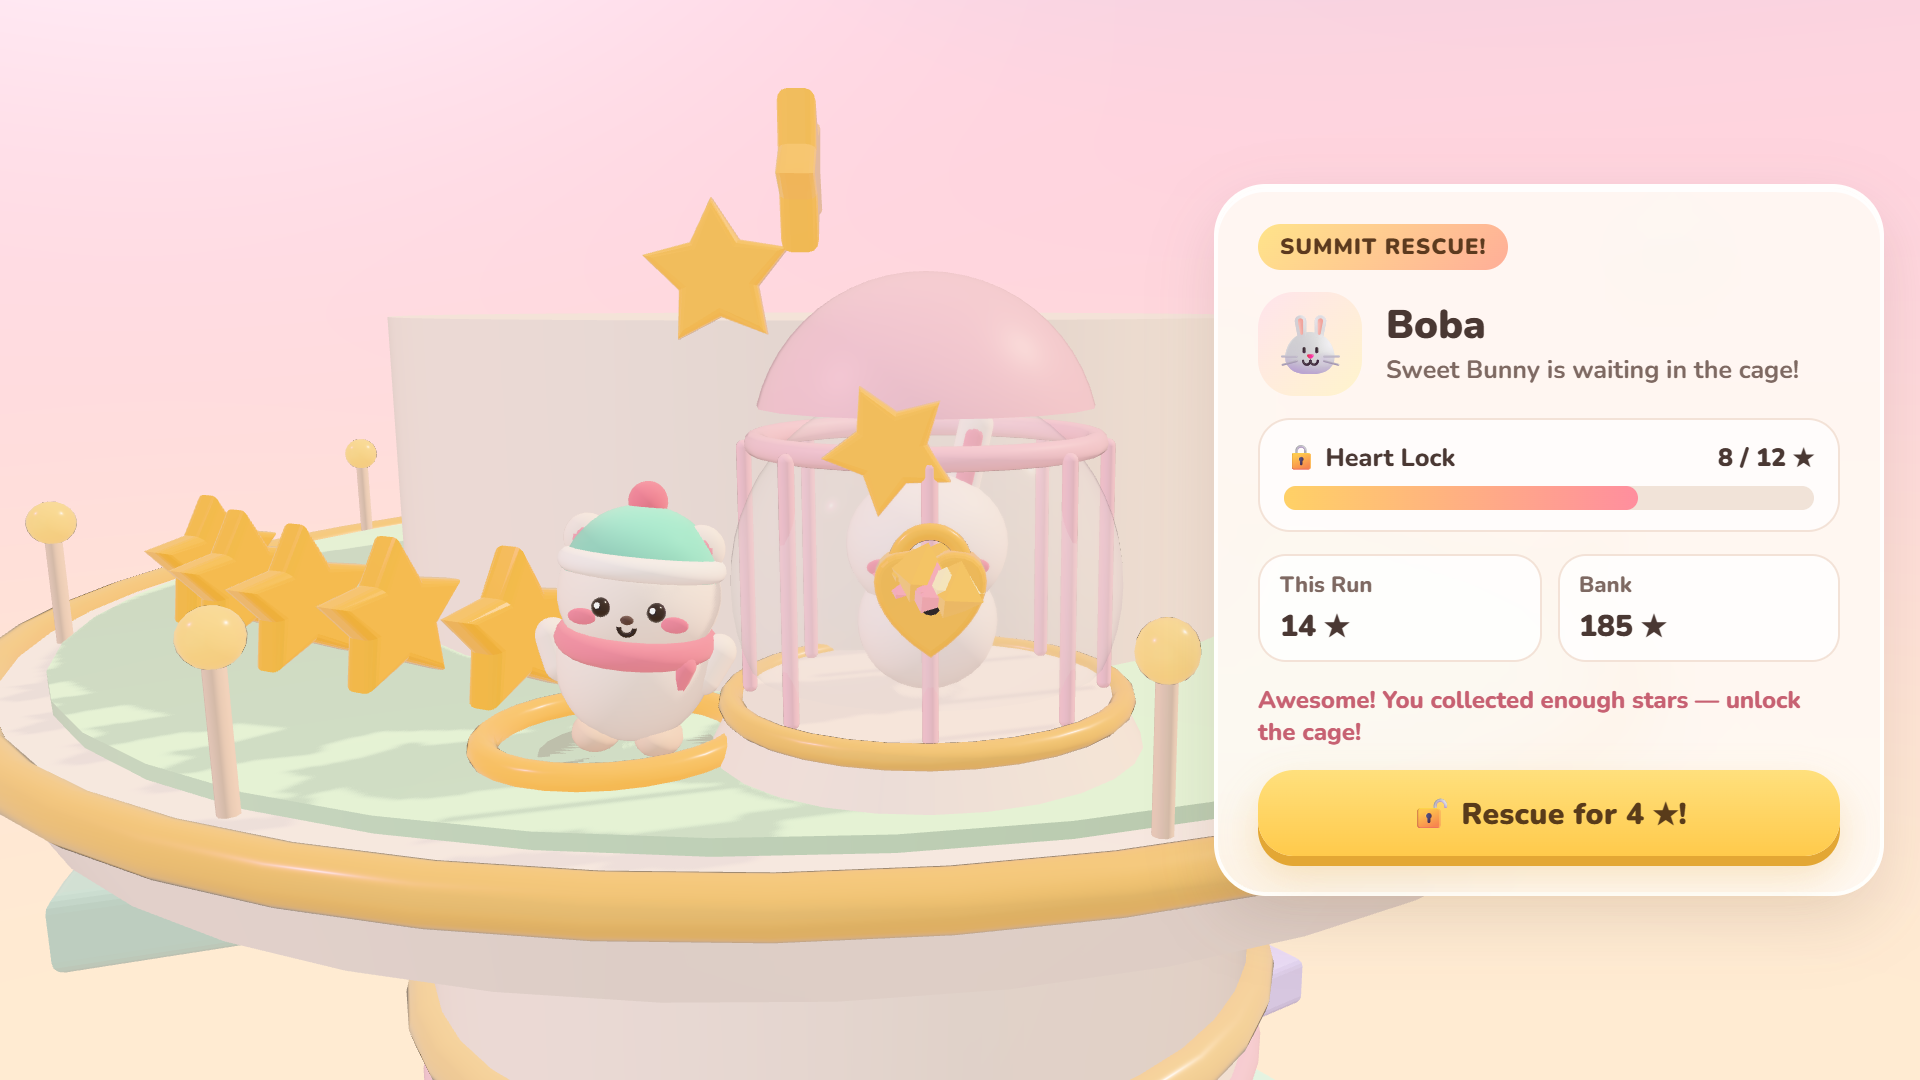 SUMMIT RESCUE!
Boba
Sweet Bunny is waiting in the cage!
Heart Lock
8 / 12 ★
This Run
14 ★
Bank
185 ★
Awesome! You collected enough stars — unlock
the cage!
Rescue for 4 ★!